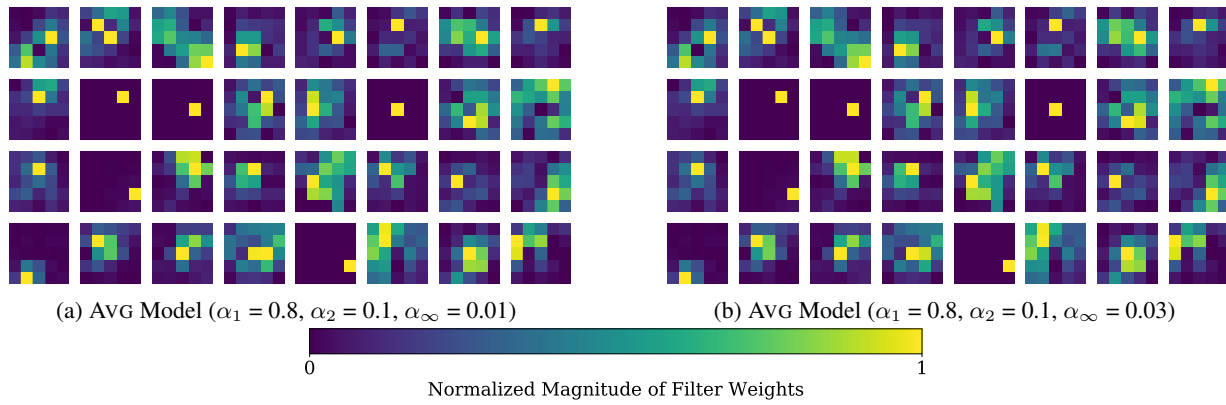 (a) AVG Model (α₁ = 0.8, α₂ = 0.1, α∞ = 0.01)
(b) AVG Model (α₁ = 0.8, α₂ = 0.1, α∞ = 0.03)
0
1
Normalized Magnitude of Filter Weights